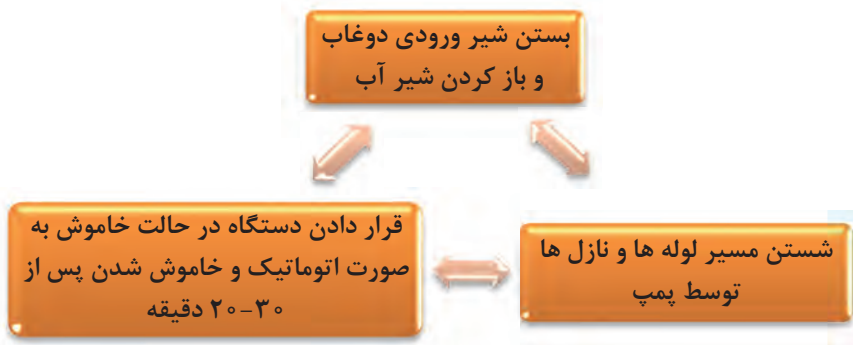 بستن شیر ورودی دوغاب
و باز کردن شیر آب
قرار دادن دستگاه در حالت خاموش به
صورت اتوماتیک و خاموش شدن پس از
۲۰-۳۰ دقیقه
شستن مسیر لوله ها و نازل ها
توسط پمپ